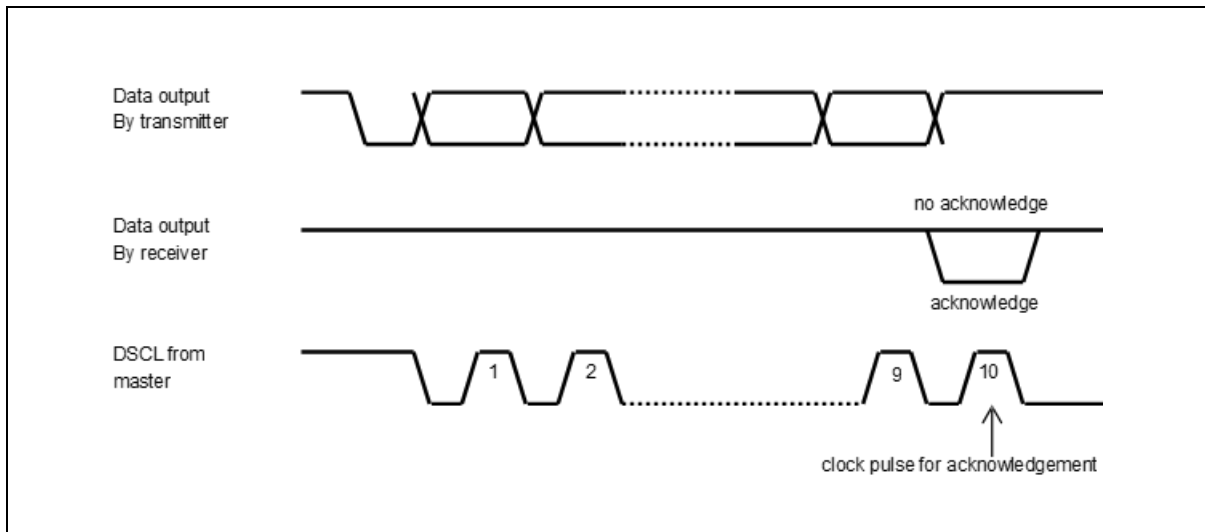 Data output
By transmitter
no acknowledge
Data output
By receiver
acknowledge
DSCL from
master
1
2
9
10
clock pulse for acknowledgement